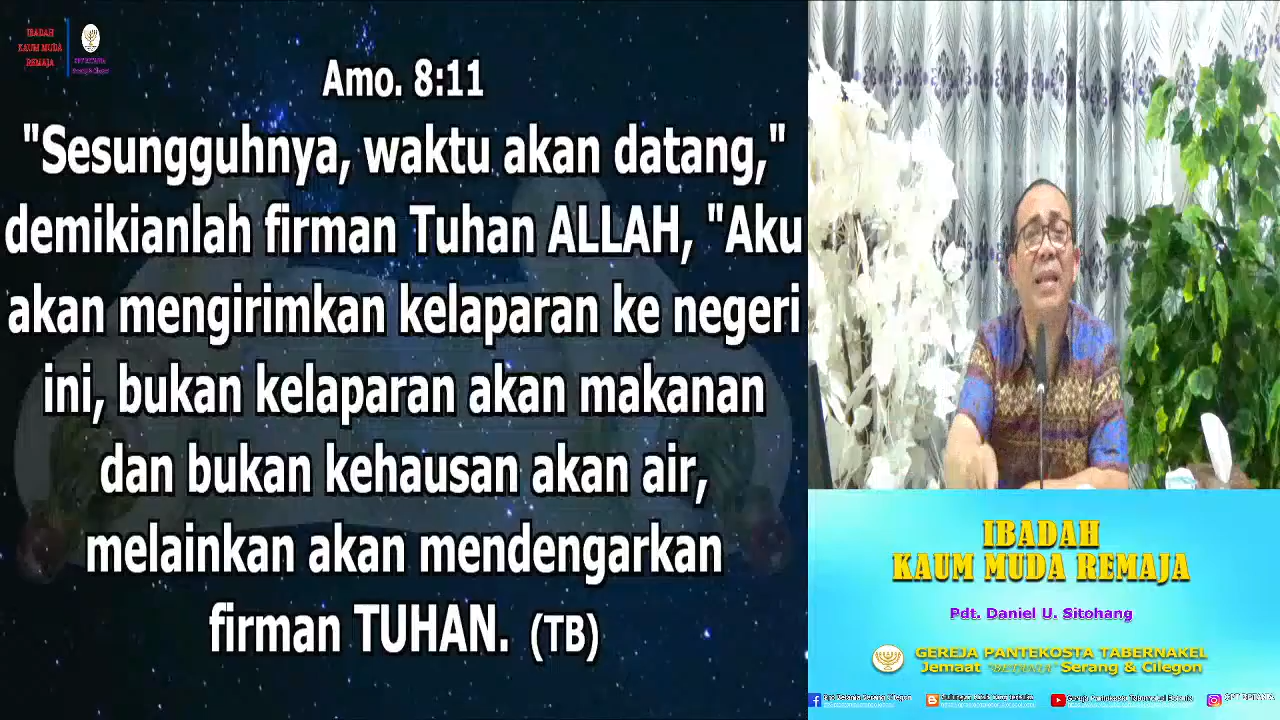 IBADAH
KAUM MUDA
REMAJA
Amo. 8:11
"Sesungguhnya, waktu akan datang,"
demikianlah firman Tuhan ALLAH, "Aku
akan mengirimkan kelaparan ke negeri
ini, bukan kelaparan akan makanan
dan bukan kehausan akan air,
melainkan akan mendengarkan
firman TUHAN. (TB)
IBADAH
KAUM MUDA REMAJA
Pdt. Daniel U. Sitohang
GEREJA PANTEKOSTA TABERNAKEL
Jemaat "BETANIA" Serang & Cilegon